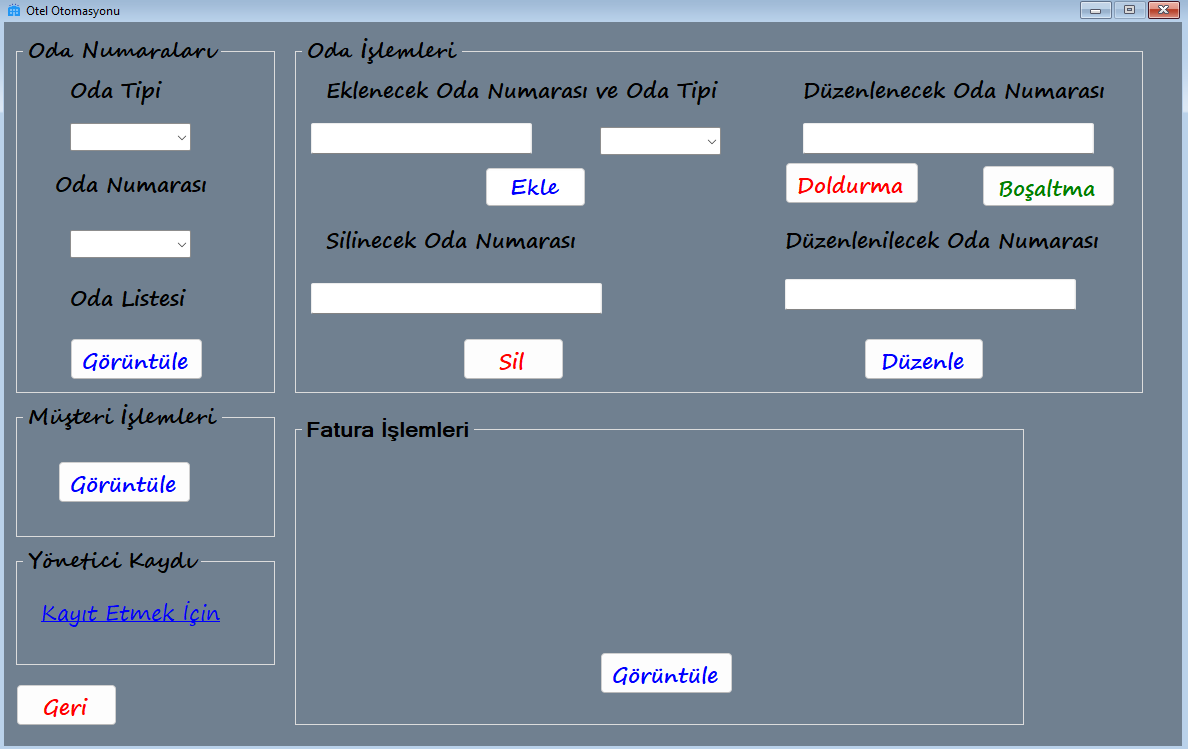 Otel Otomasyonu
Oda Numaraları
Oda Tipi
Oda Numarası
Oda Listesi
Görüntüle
Oda İşlemleri
Eklenecek Oda Numarası ve Oda Tipi
Ekle
Silinecek Oda Numarası
Sil
Düzenlenecek Oda Numarası
Doldurma
Boşaltma
Düzenlenilecek Oda Numarası
Düzenle
Müşteri İşlemleri
Görüntüle
Yönetici Kaydı
Kayıt Etmek İçin
Geri
Fatura İşlemleri
Görüntüle